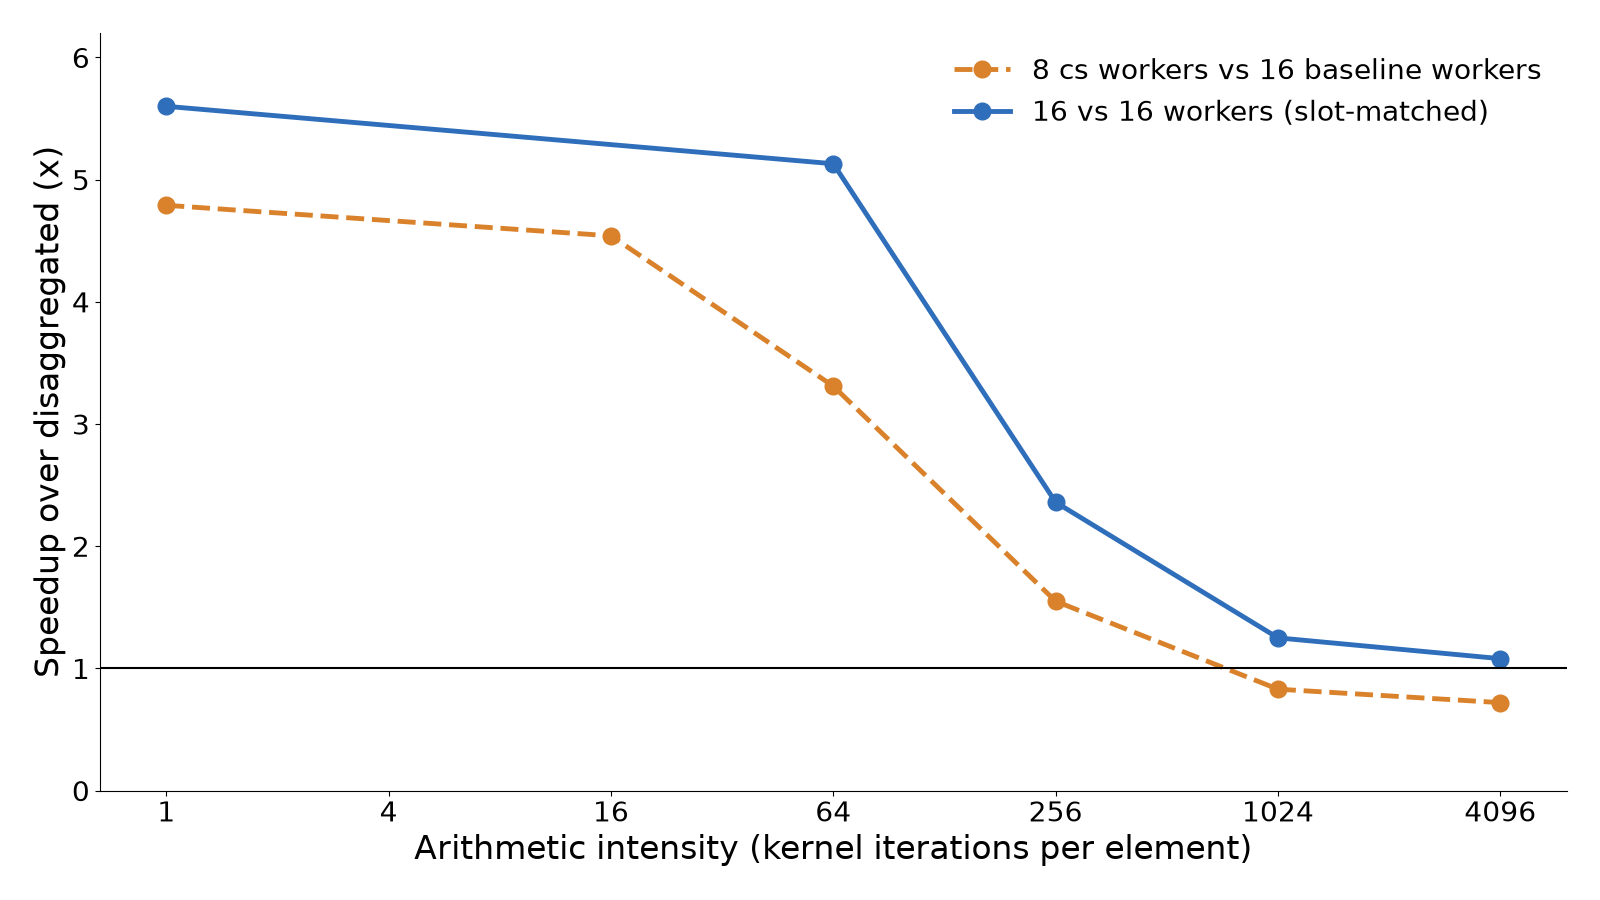 8 cs workers vs 16 baseline workers
16 vs 16 workers (slot-matched)
Speedup over disaggregated (x)
6
5
4
3
2
1
0
1 4 16 64 256 1024 4096
Arithmetic intensity (kernel iterations per element)